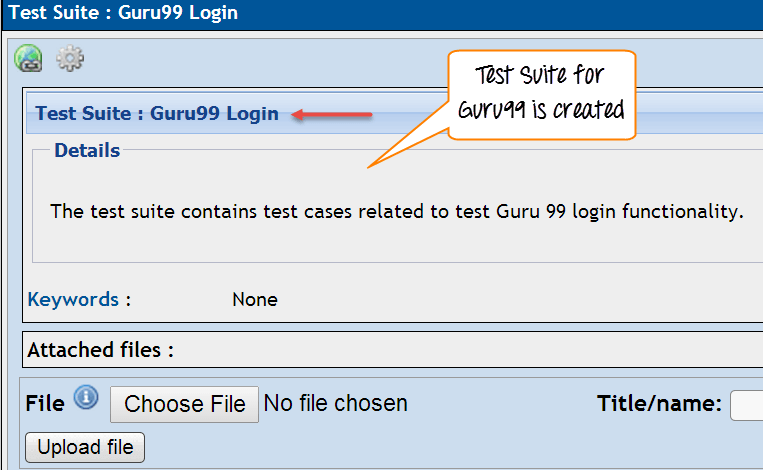 Test Suite : Guru99 Login
Test Suite for
Guru99 is created
Test Suite : Guru99 Login
Details
The test suite contains test cases related to test Guru 99 login functionality.
Keywords : None
Attached files :
File Choose File No file chosen Title/name:
Upload file